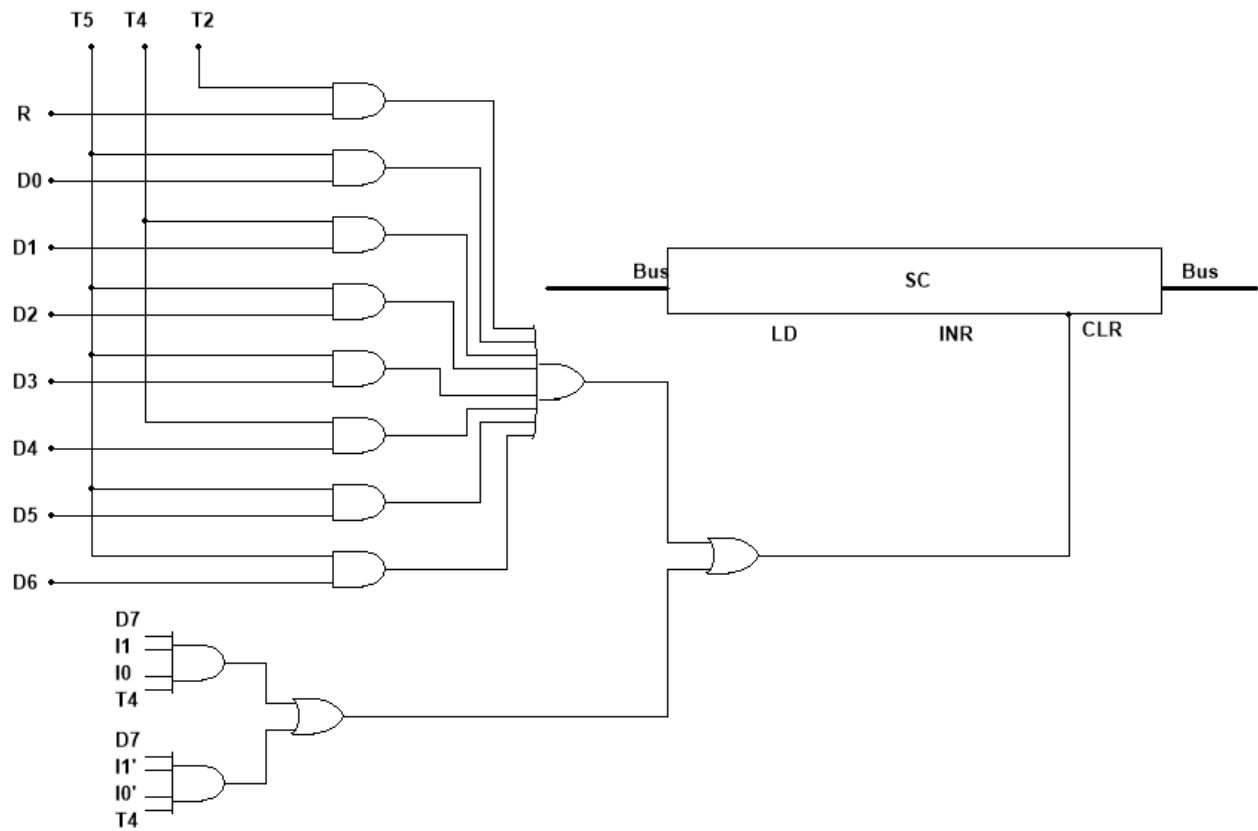 T5 T4 T2
R
D0
D1
Bus SC Bus
D2
LD INR CLR
D3
D4
D5
D6
D7
I1
I0
T4
D7
I1'
I0'
T4